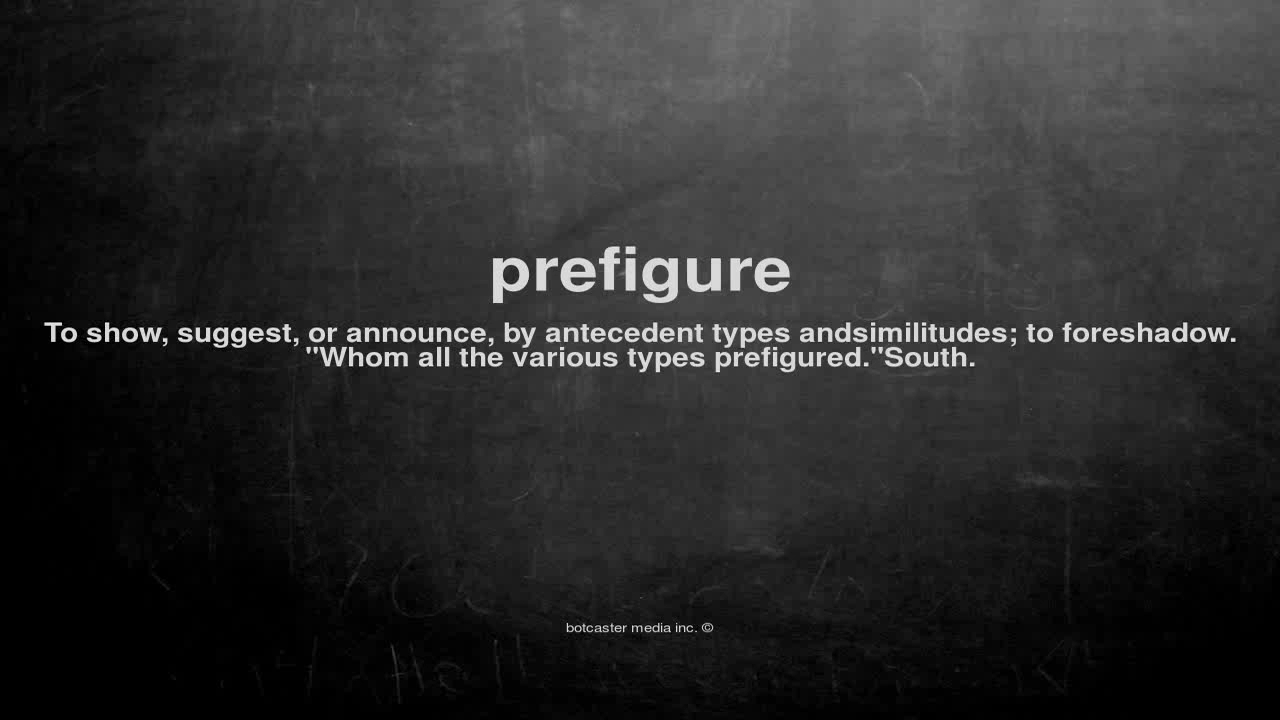 prefigure
To show, suggest, or announce, by antecedent types andsimilitudes; to foreshadow.
"Whom all the various types prefigured."South.
botcaster media inc. ©